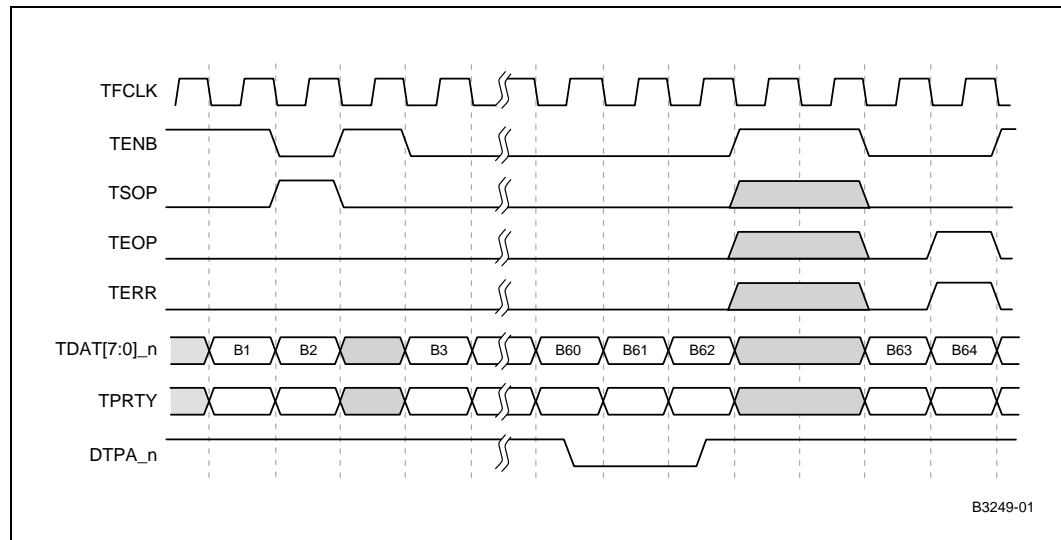 TFCLK
TENB
TSOP
TEOP
TERR
TDAT[7:0]_n B1 B2 B3 B60 B61 B62 B63 B64
TPRTY
DTPA_n
B3249-01